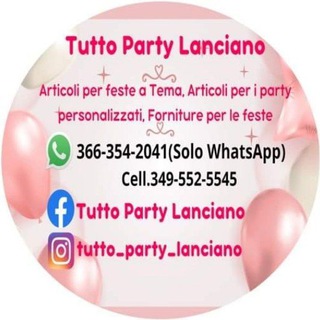 Tutto Party Lanciano
Articoli per feste a Tema, Articoli per i party
personalizzati, Forniture per le feste
366-354-2041(Solo WhatsApp)
Cell.349-552-5545
Tutto Party Lanciano
tutto_party_lanciano